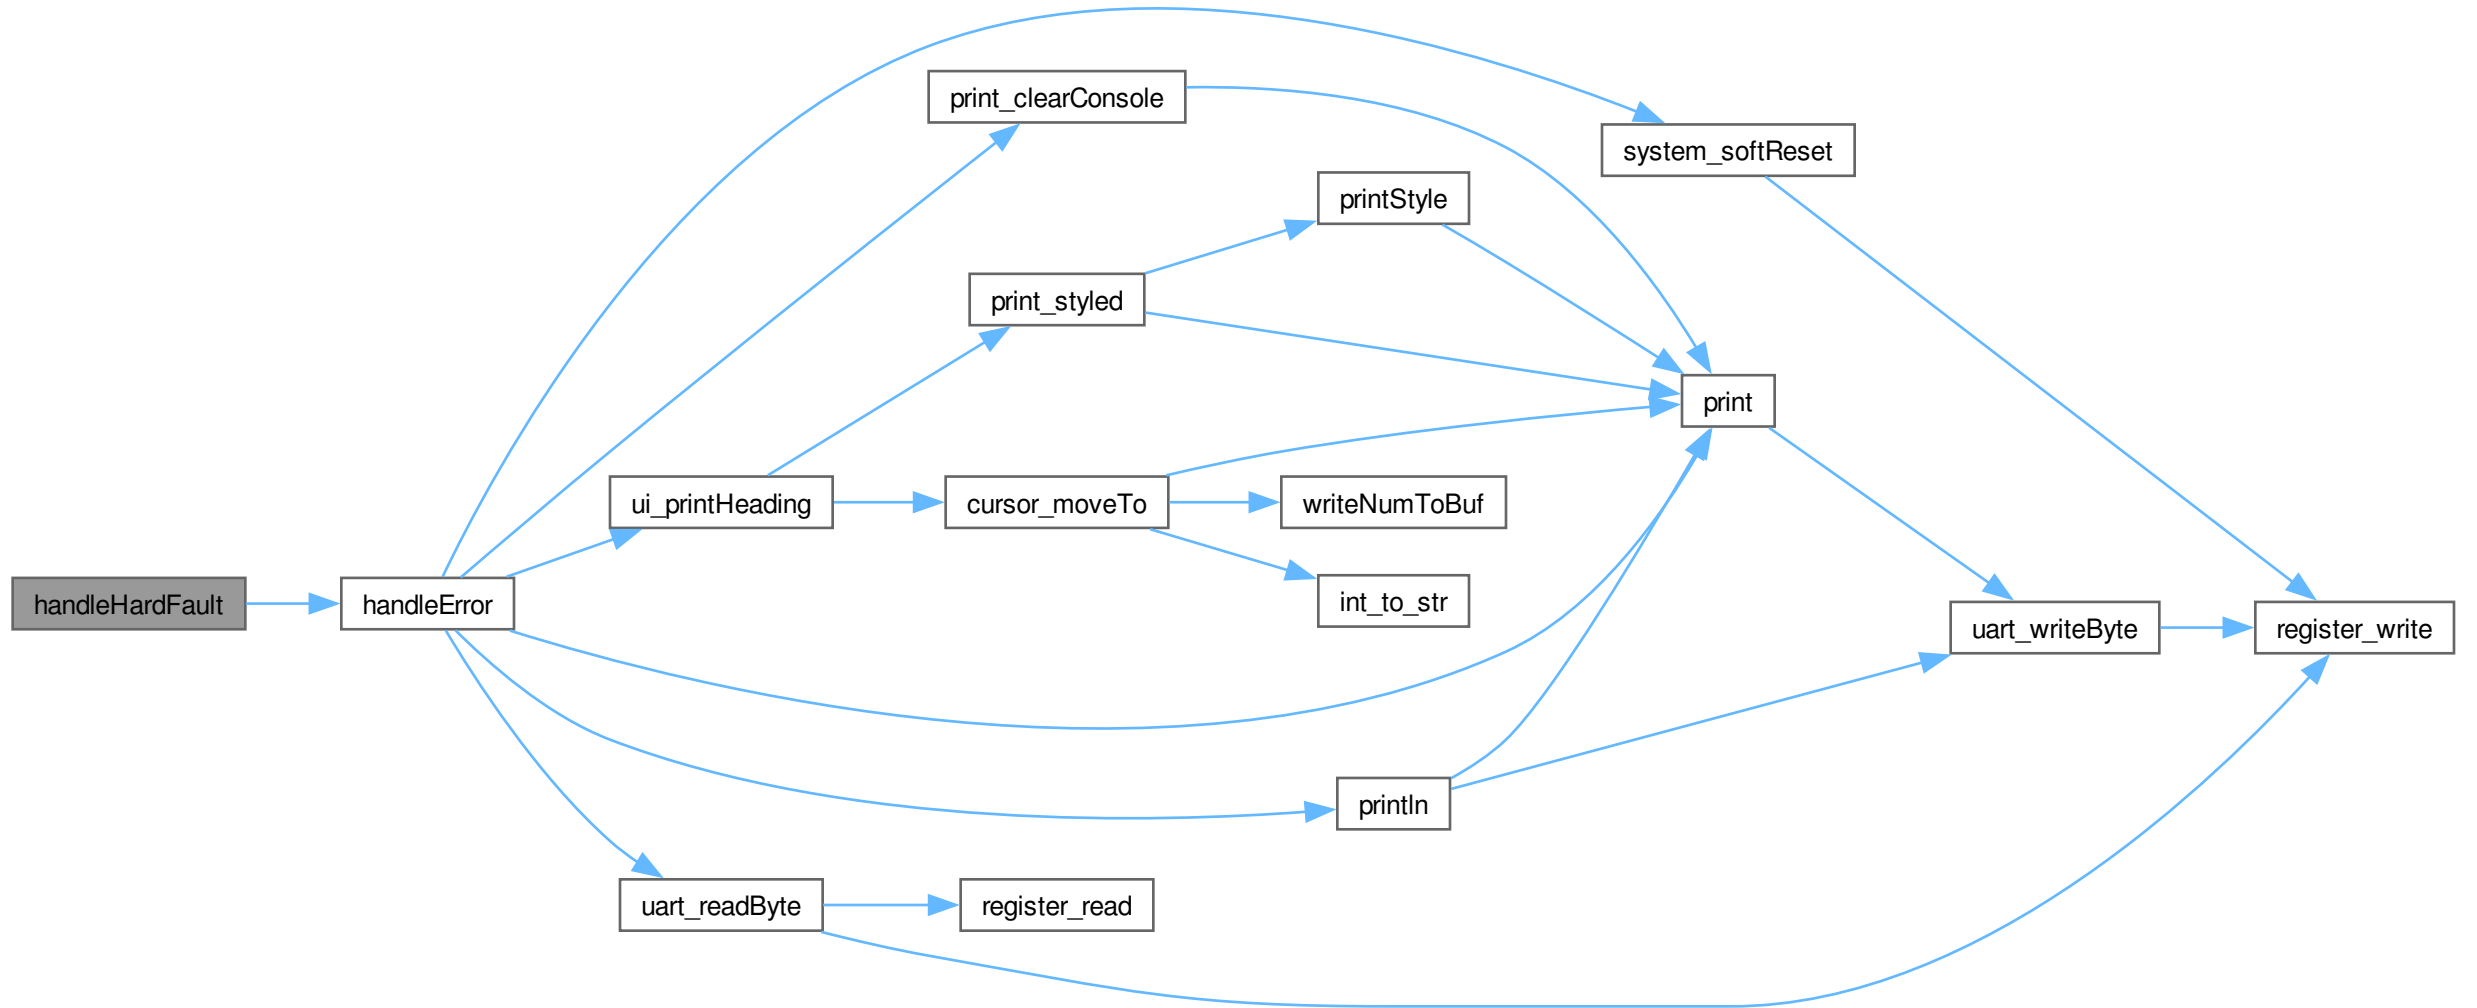 handleHardFault
handleError
print_clearConsole
system_softReset
printStyle
print_styled
print
ui_printHeading
cursor_moveTo
writeNumToBuf
int_to_str
uart_writeByte
register_write
println
uart_readByte
register_read